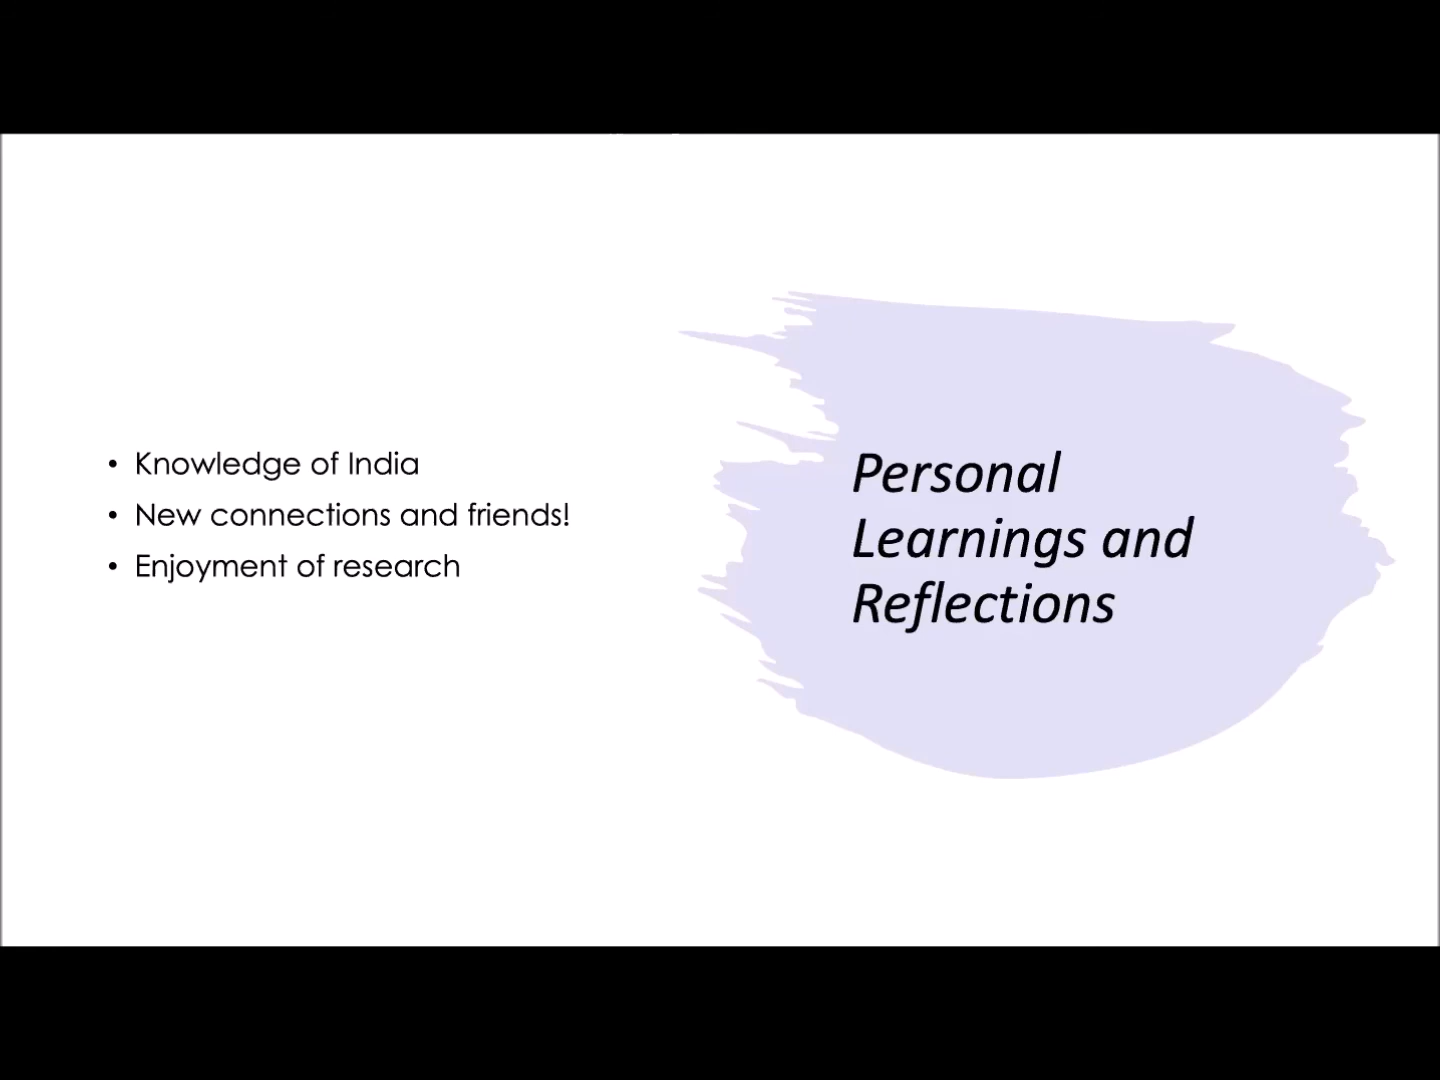 Knowledge of India
New connections and friends!
Enjoyment of research
Personal
Learnings and
Reflections